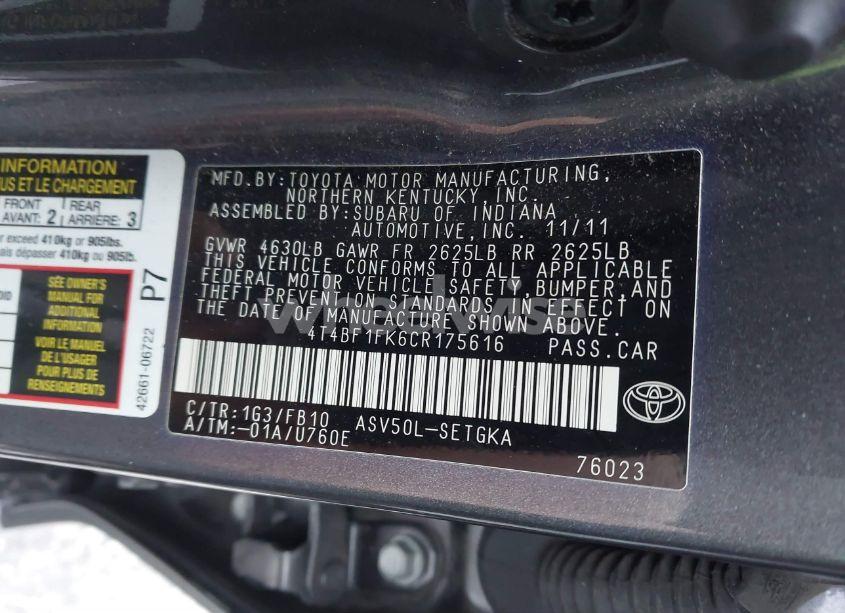 INFORMATION
US ET LE CHARGEMENT
FRONT
AVANT: 2
REAR
ARRIÈRE: 3
r exceed 410kg or 905lbs.
ais dépasser 410kg or 905lb.
SEE OWNER'S
MANUAL FOR
ADDITIONAL
INFORMATION
VOIR LE MANUEL
DE L'USAGER
POUR PLUS DE
RENSEIGNEMENTS
P7
42661-06722
MFD.BY:TOYOTA MOTOR MANUFACTURING,
NORTHERN KENTUCKY,INC.
ASSEMBLED BY:SUBARU OF INDIANA
AUTOMOTIVE,INC. 11/11
GVWR 4630LB GAWR FR 2625LB RR 2625LB
THIS VEHICLE CONFORMS TO ALL APPLICABLE
FEDERAL MOTOR VEHICLE SAFETY,BUMPER,AND
THEFT PREVENTION STANDARDS IN EFFECT ON
THE DATE OF MANUFACTURE SHOWN ABOVE.
4T4BF1FK6CR175616 PASS.CAR
C/TR:1G3/FB10 ASV50L-SETGKA
A/TM:-01A/U760E
76023